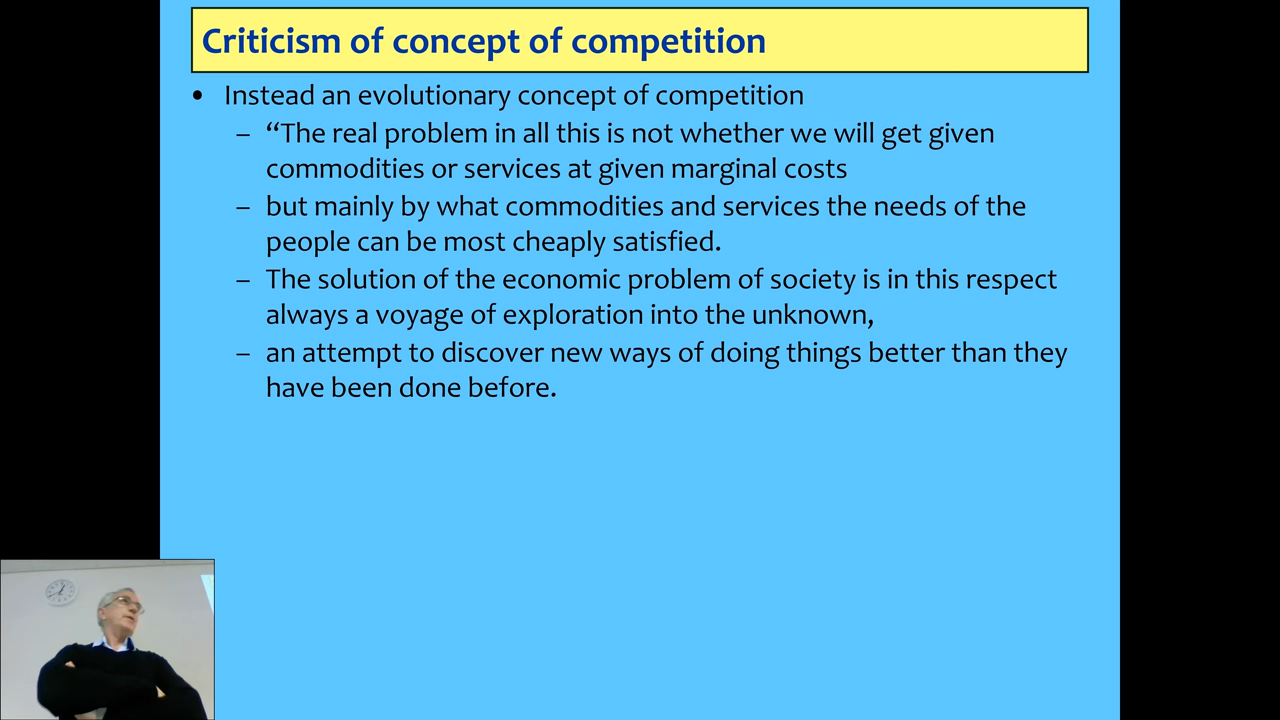 Criticism of concept of competition
• Instead an evolutionary concept of competition
– “The real problem in all this is not whether we will get given
commodities or services at given marginal costs
– but mainly by what commodities and services the needs of the
people can be most cheaply satisfied.
– The solution of the economic problem of society is in this respect
always a voyage of exploration into the unknown,
– an attempt to discover new ways of doing things better than they
have been done before.